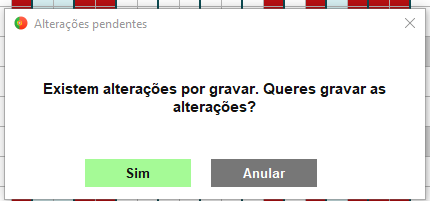 Alterações pendentes
Existem alterações por gravar. Queres gravar as
alterações?
Sim
Anular